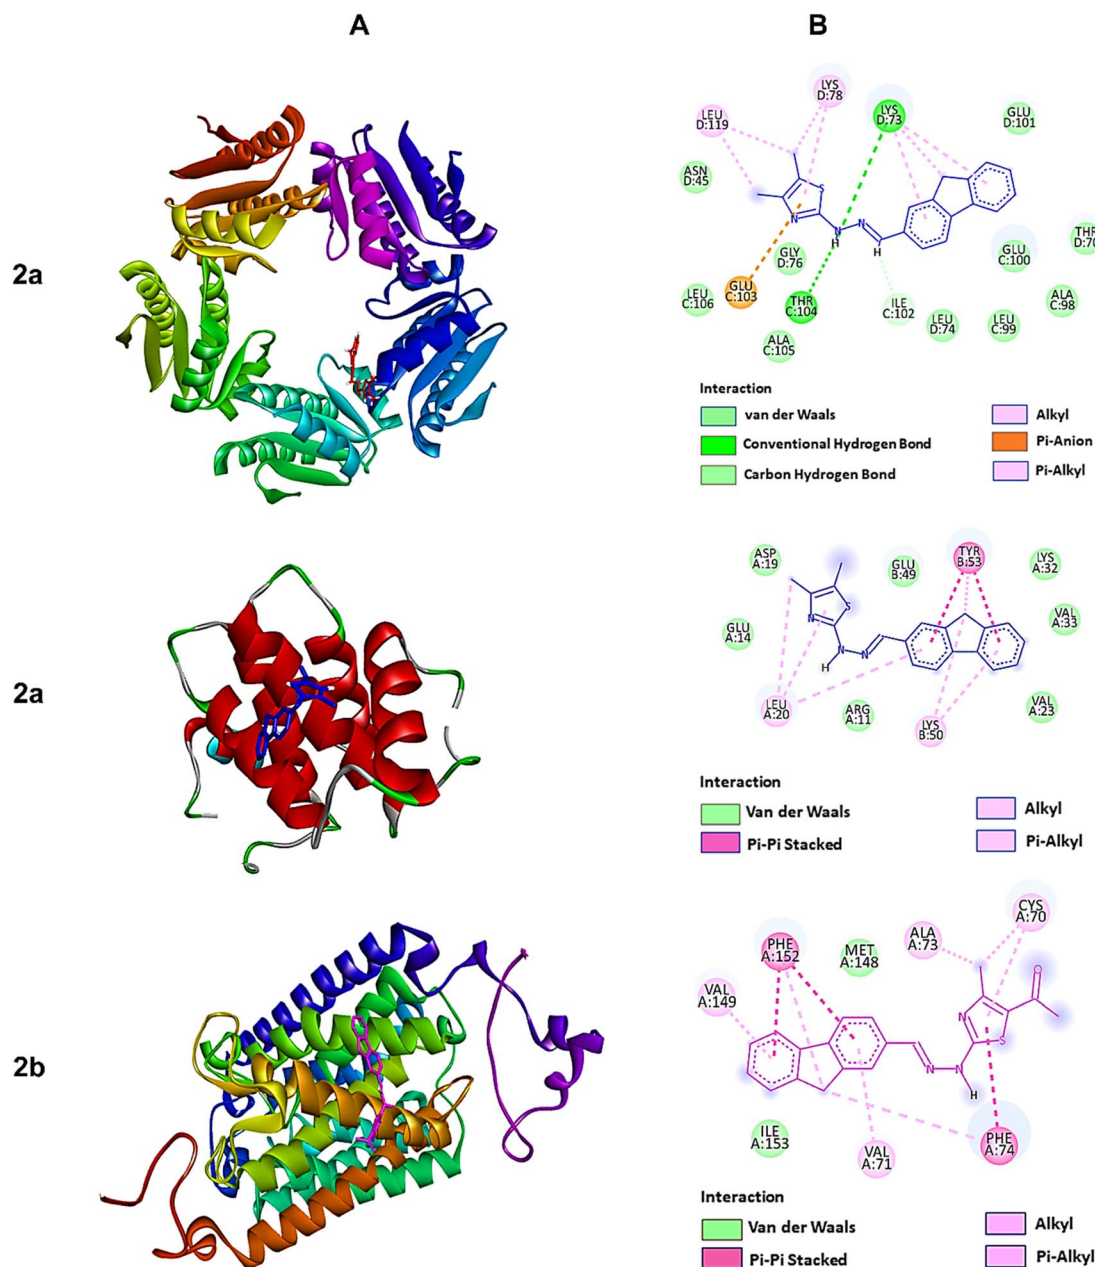 A
B
2a
LYS
D:78
LEU
D:119
LYS
D:73
GLU
D:101
ASN
D:45
S
N
N
H
N
H
GLY
D:76
GLU
C:100
THR
D:70
LEU
C:106
GLU
C:103
THR
C:104
ILE
C:102
LEU
D:74
LEU
C:99
ALA
C:98
ALA
C:105
Interaction
van der Waals
Conventional Hydrogen Bond
Carbon Hydrogen Bond
Alkyl
Pi-Anion
Pi-Alkyl
2a
ASP
A:19
GLU
B:49
TYR
B:53
LYS
A:32
GLU
A:14
VAL
A:33
S
N
N
H
N
LEU
A:20
ARG
A:11
LYS
B:50
VAL
A:23
Interaction
Van der Waals
Pi-Pi Stacked
Alkyl
Pi-Alkyl
2b
CYS
A:70
ALA
A:73
PHE
A:152
MET
A:148
VAL
A:149
O
N
S
N
N
H
ILE
A:153
VAL
A:71
PHE
A:74
Interaction
Van der Waals
Pi-Pi Stacked
Alkyl
Pi-Alkyl